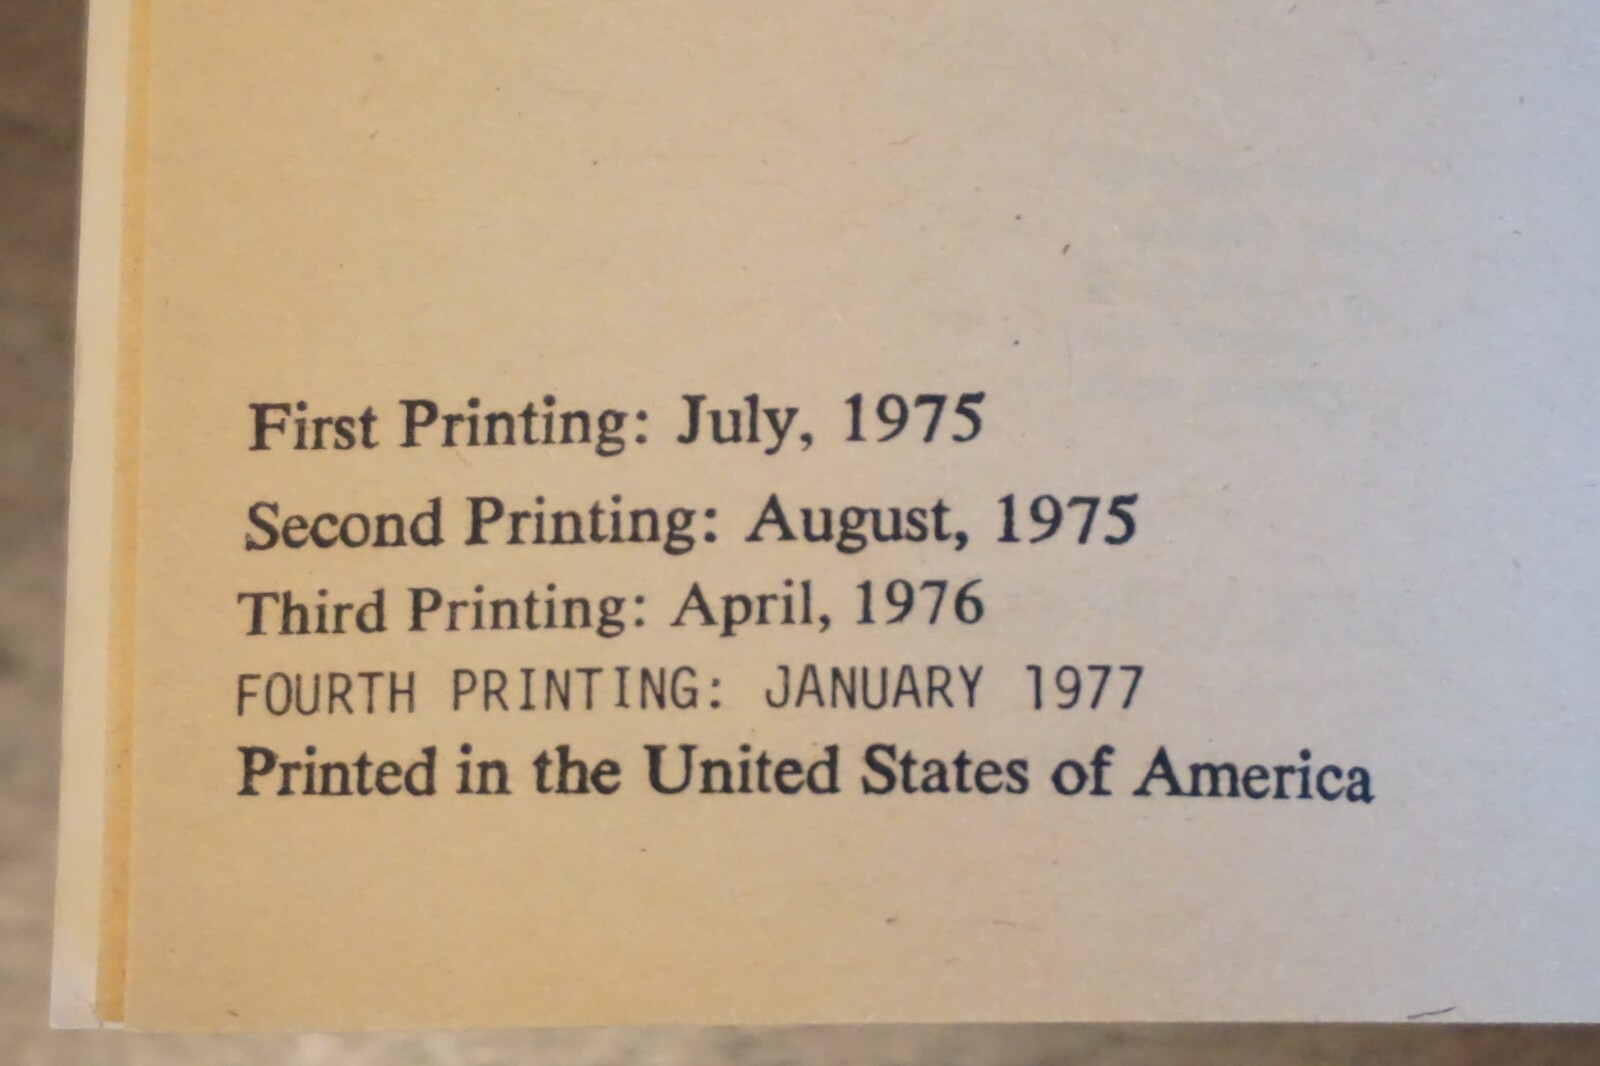 First Printing: July, 1975
Second Printing: August, 1975
Third Printing: April, 1976
FOURTH PRINTING: JANUARY 1977
Printed in the United States of America